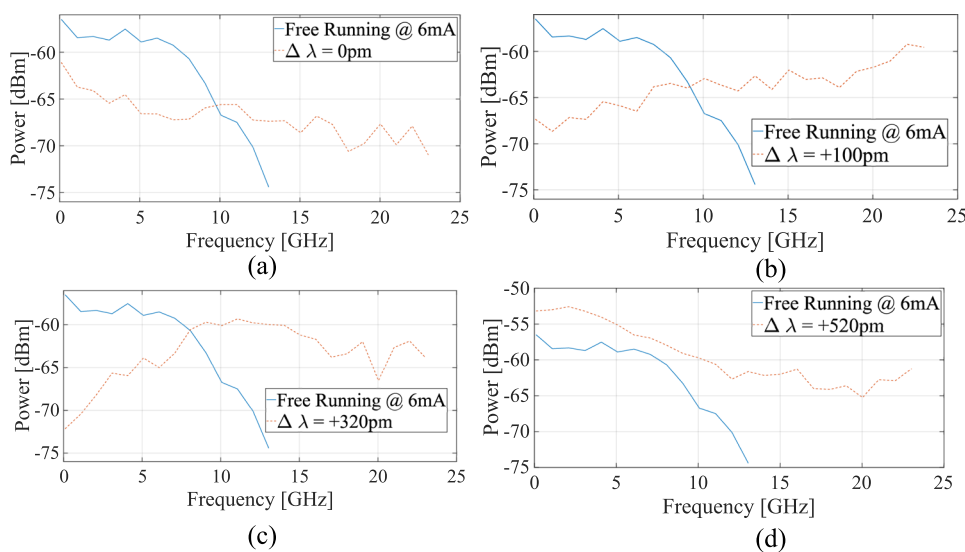 Free Running @ 6mA
Δ λ = 0pm
Power [dBm]
-60
-65
-70
-75
0 5 10 15 20 25
Frequency [GHz]
(a)
Free Running @ 6mA
Δ λ = +100pm
Power [dBm]
-60
-65
-70
-75
0 5 10 15 20 25
Frequency [GHz]
(b)
Free Running @ 6mA
Δ λ = +320pm
Power [dBm]
-60
-65
-70
-75
0 5 10 15 20 25
Frequency [GHz]
(c)
Free Running @ 6mA
Δ λ = +520pm
Power [dBm]
-50
-55
-60
-65
-70
-75
0 5 10 15 20 25
Frequency [GHz]
(d)